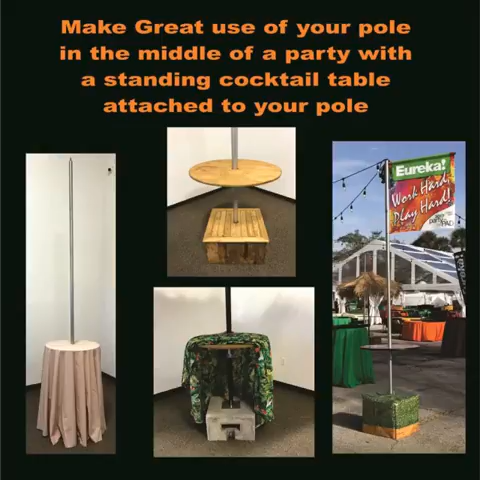 Make Great use of your pole
in the middle of a party with
a standing cocktail table
attached to your pole
Eureka!
Work Hard,
Play Hard!